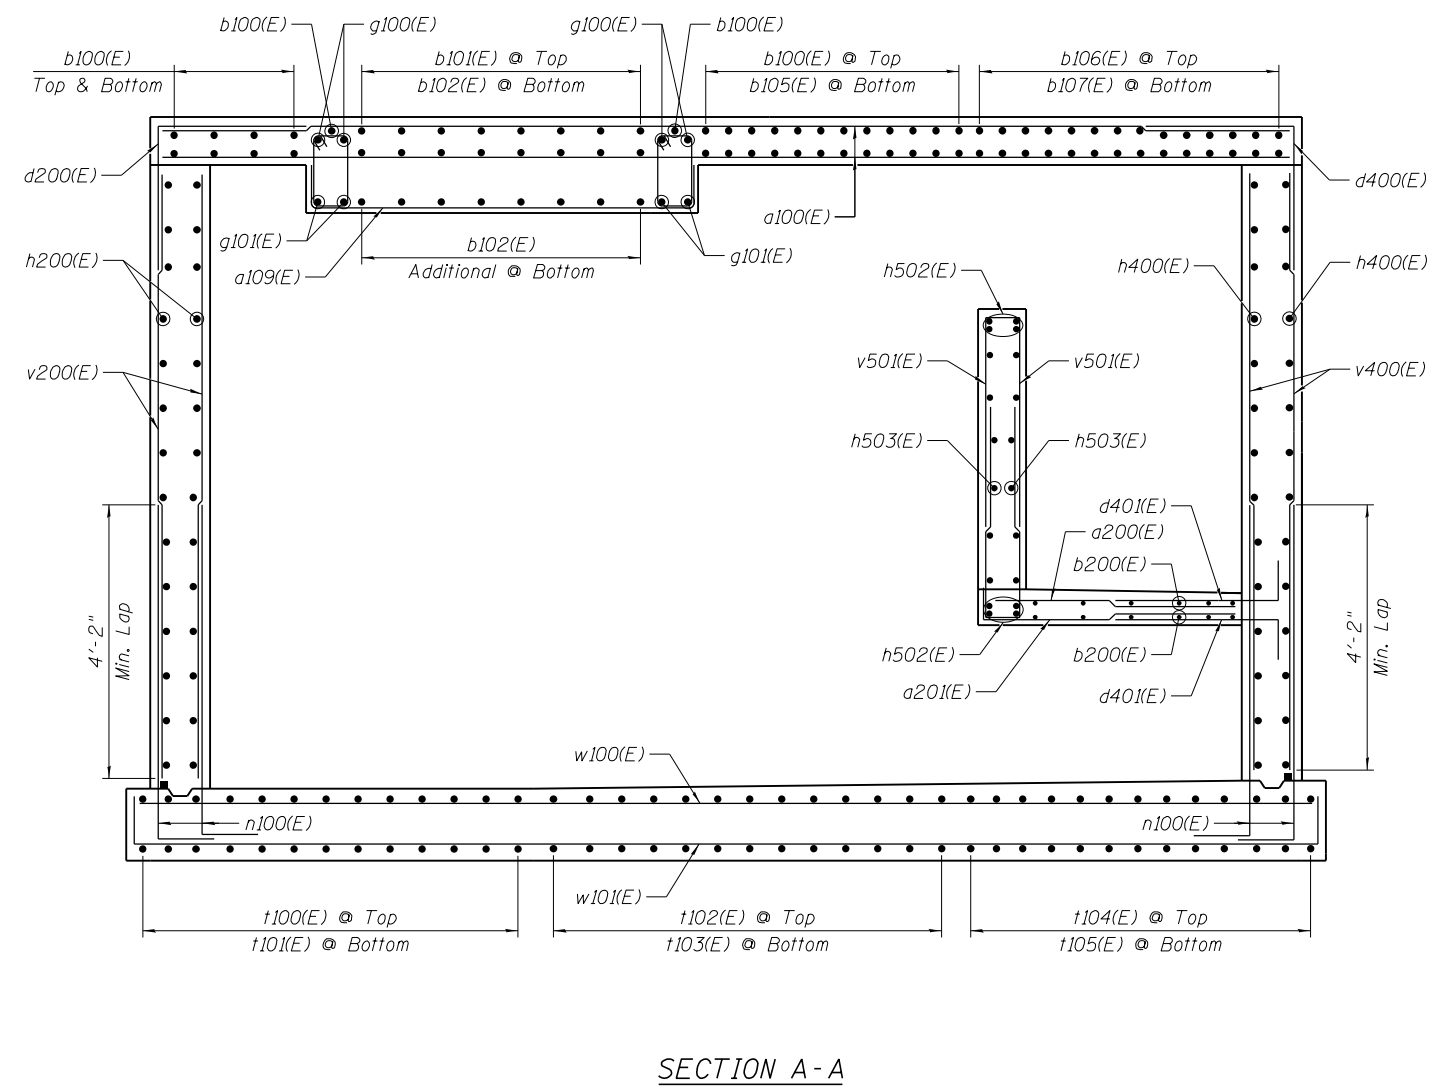 b100(E)
g100(E)
g100(E)
b100(E)
b100(E)
Top & Bottom
b101(E) @ Top
b102(E) @ Bottom
b100(E) @ Top
b105(E) @ Bottom
b106(E) @ Top
b107(E) @ Bottom
d200(E)
d400(E)
a100(E)
g101(E)
b102(E)
Additional @ Bottom
g101(E)
h200(E)
a109(E)
h502(E)
h400(E)
h400(E)
v200(E)
v501(E)
v501(E)
v400(E)
h503(E)
h503(E)
d401(E)
a200(E)
b200(E)
4'-2"
Min. Lap
4'-2"
Min. Lap
h502(E)
b200(E)
a201(E)
d401(E)
w100(E)
n100(E)
n100(E)
w101(E)
t100(E) @ Top
t101(E) @ Bottom
t102(E) @ Top
t103(E) @ Bottom
t104(E) @ Top
t105(E) @ Bottom
SECTION A-A